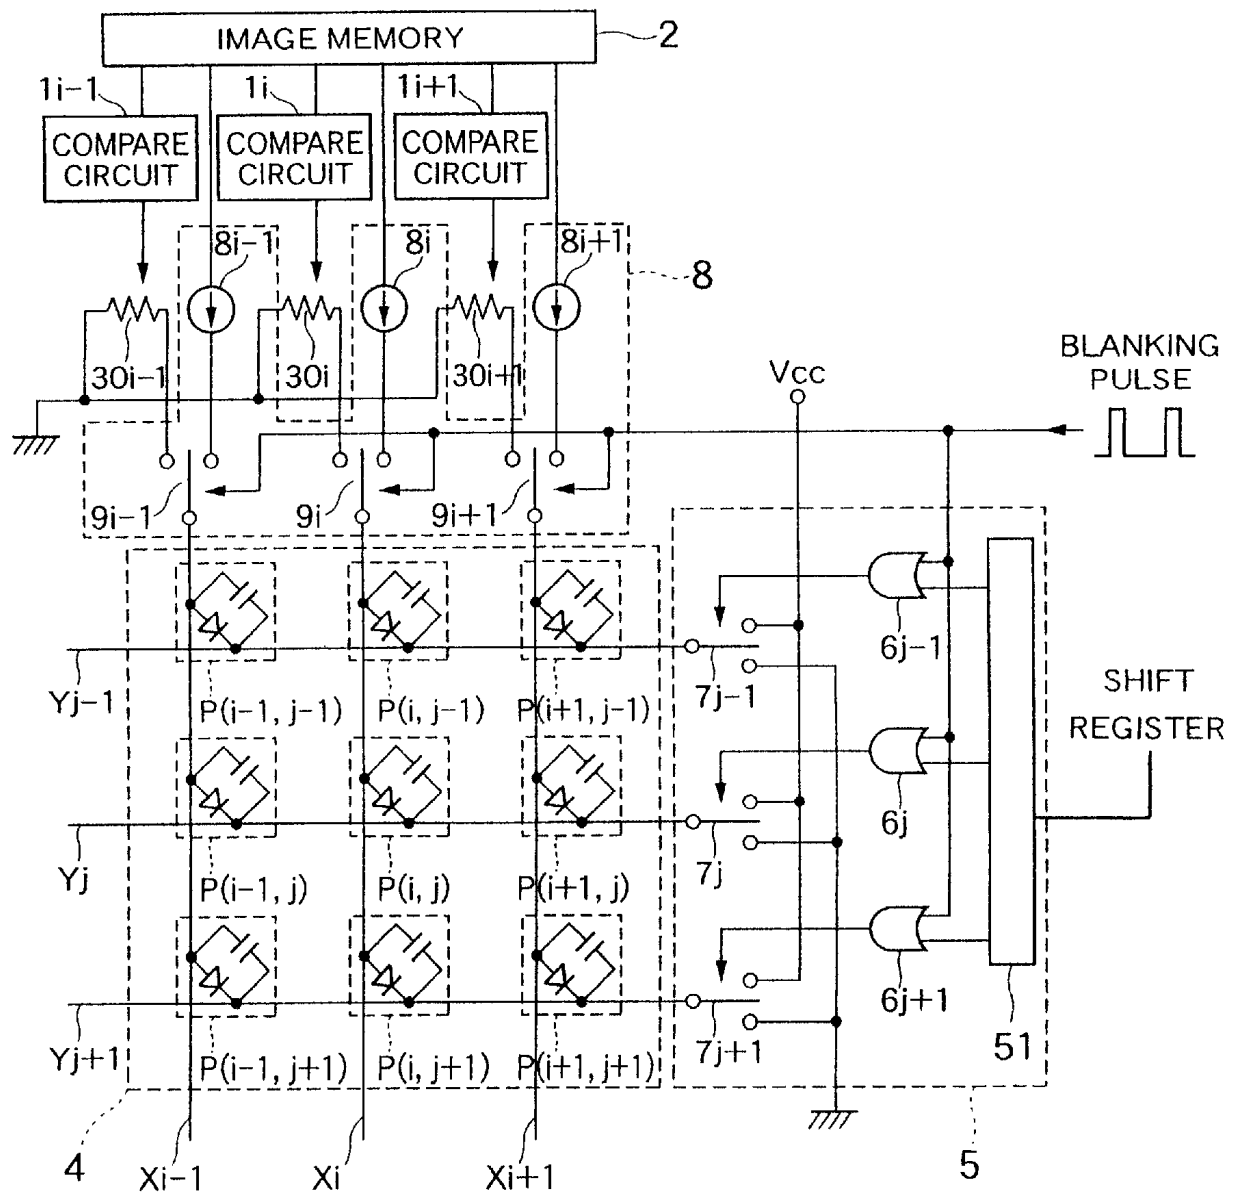 IMAGE MEMORY
2
1i-1
1i
1i+1
COMPARE CIRCUIT
COMPARE CIRCUIT
COMPARE CIRCUIT
8i-1
8i
8i+1
8
30i-1
30i
30i+1
Vcc
BLANKING
PULSE
9i-1
9i
9i+1
6j-1
Yj-1
P(i-1, j-1)
P(i, j-1)
P(i+1, j-1)
7j-1
SHIFT
REGISTER
6j
Yj
P(i-1, j)
P(i, j)
P(i+1, j)
7j
6j+1
Yj+1
P(i-1, j+1)
P(i, j+1)
P(i+1, j+1)
7j+1
51
4
Xi-1
Xi
Xi+1
5